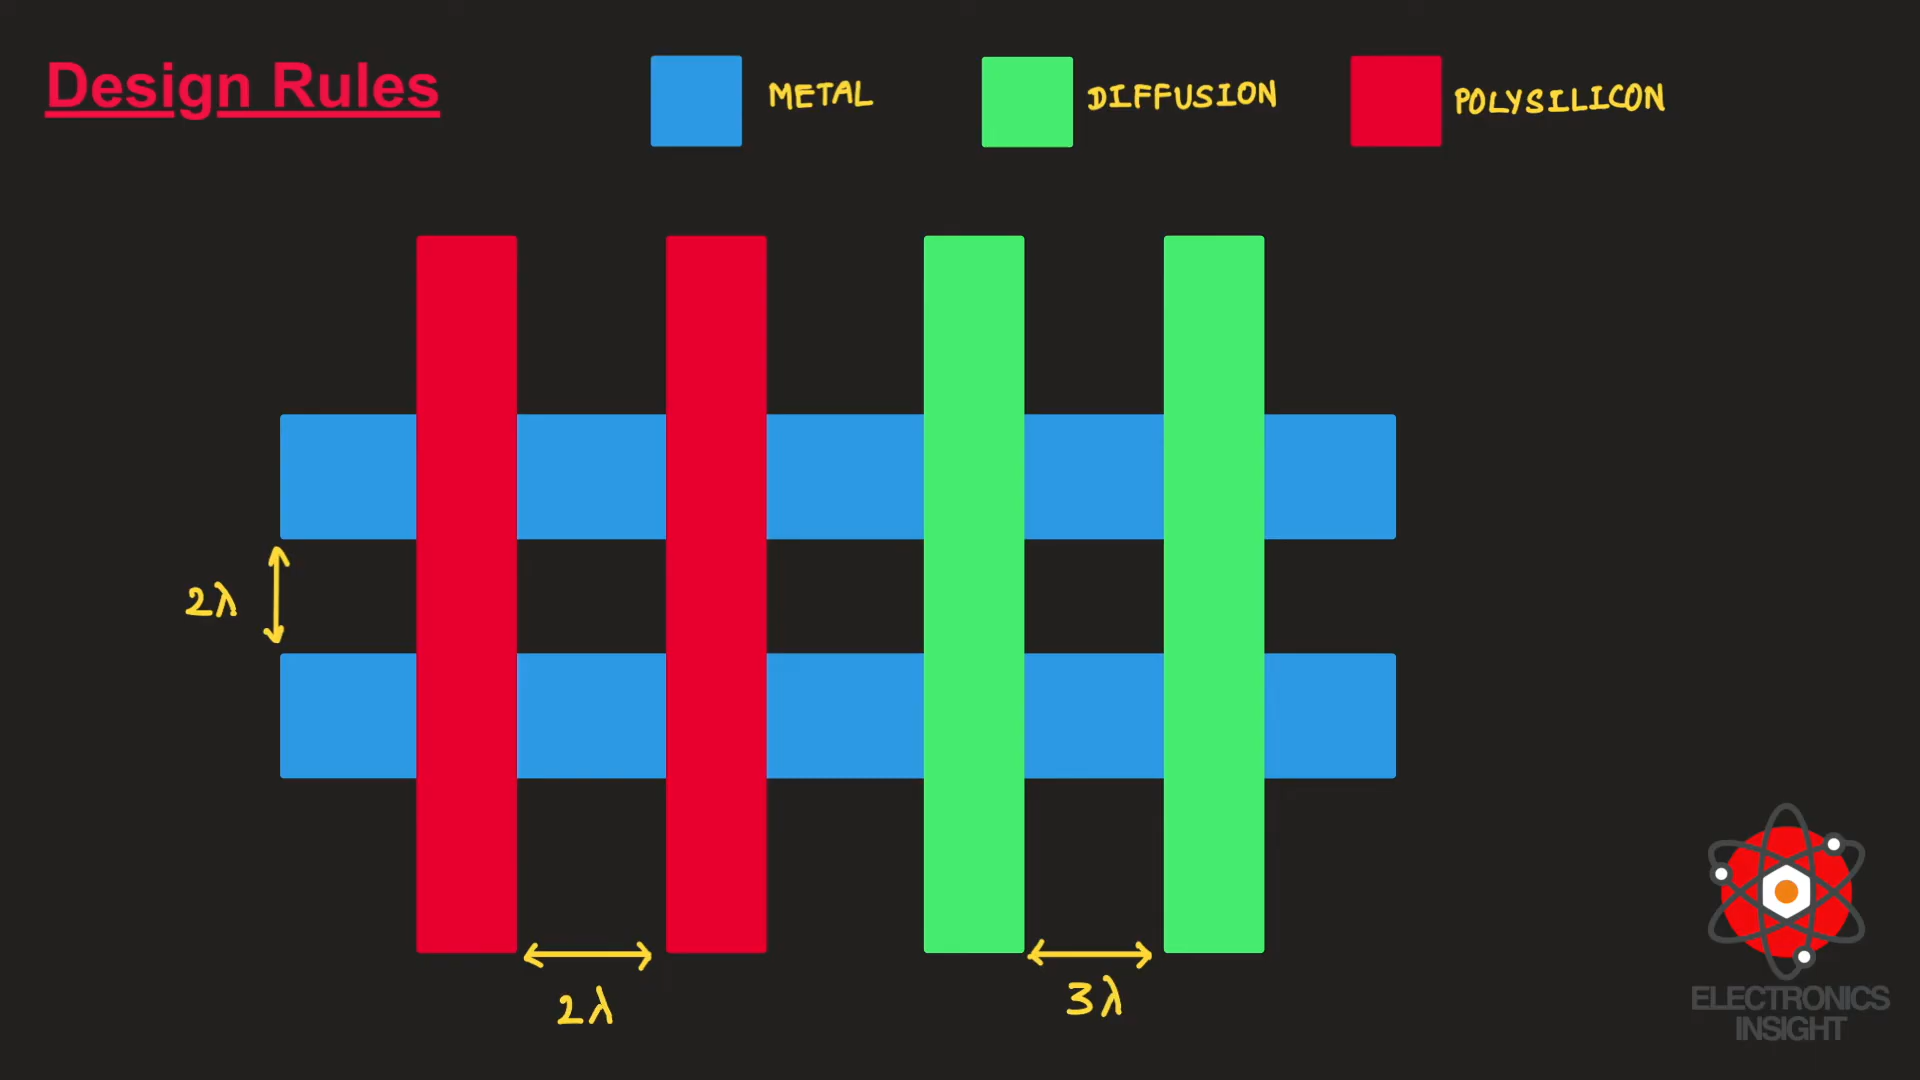 Design Rules
METAL
DIFFUSION
POLYSILICON
2λ
2λ
3λ
ELECTRONICS
INSIGHT